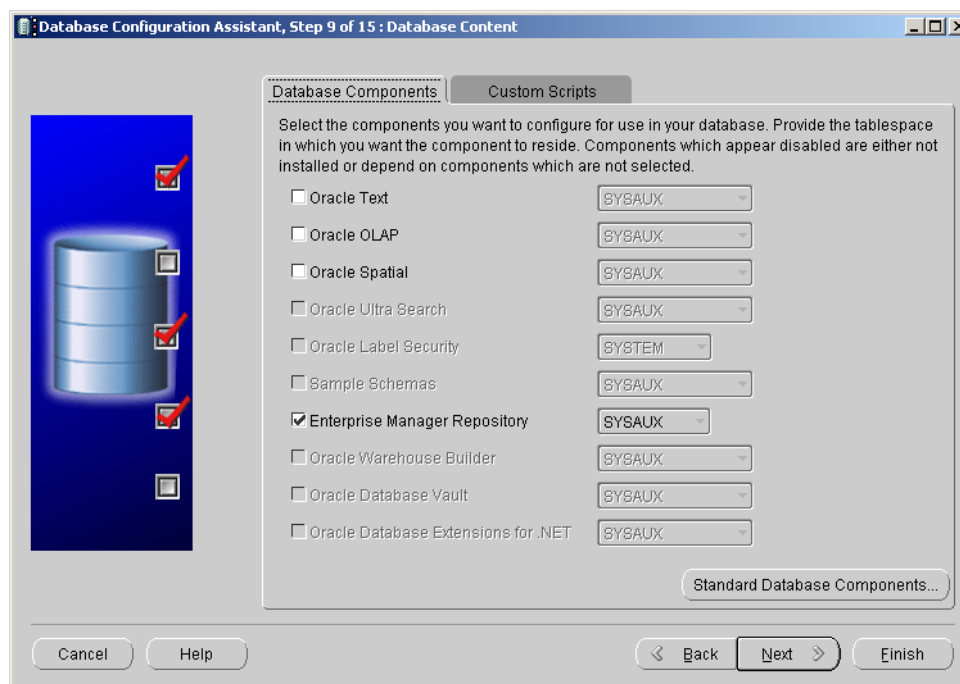 Database Configuration Assistant, Step 9 of 15 : Database Content
Database Components
Custom Scripts
Select the components you want to configure for use in your database. Provide the tablespace
in which you want the component to reside. Components which appear disabled are either not
installed or depend on components which are not selected.
Oracle Text SYSAUX
Oracle OLAP SYSAUX
Oracle Spatial SYSAUX
Oracle Ultra Search SYSAUX
Oracle Label Security SYSTEM
Sample Schemas SYSAUX
Enterprise Manager Repository SYSAUX
Oracle Warehouse Builder SYSAUX
Oracle Database Vault SYSAUX
Oracle Database Extensions for .NET SYSAUX
Standard Database Components...
Cancel Help Back Next Finish